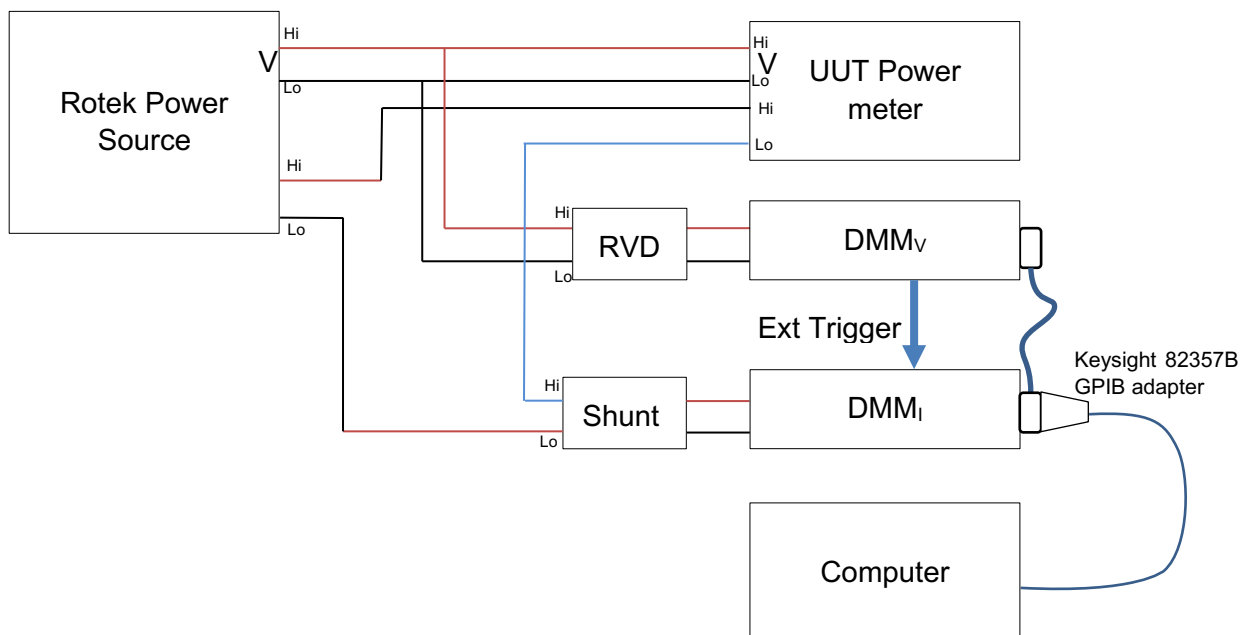 Hi
V
Lo
Rotek Power
Source
Hi
Lo
Hi
V
Lo
Hi
Lo
UUT Power
meter
Hi
Lo
RVD
DMMV
Ext Trigger
Keysight 82357B
GPIB adapter
Hi
Lo
Shunt
DMMI
Computer